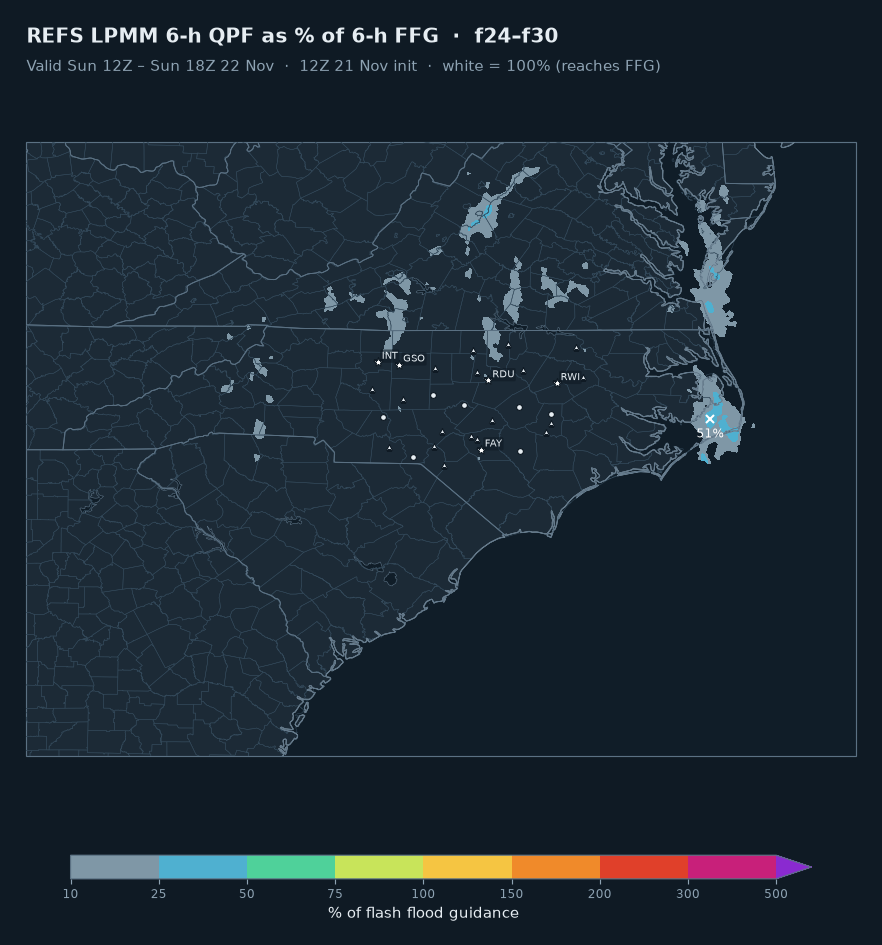 REFS LPMM 6-h QPF as % of 6-h FFG · f24–f30
Valid Sun 12Z – Sun 18Z 22 Nov · 12Z 21 Nov init · white = 100% (reaches FFG)
INT
GSO
RDU
RWI
51%
FAY
10 25 50 75 100 150 200 300 500
% of flash flood guidance